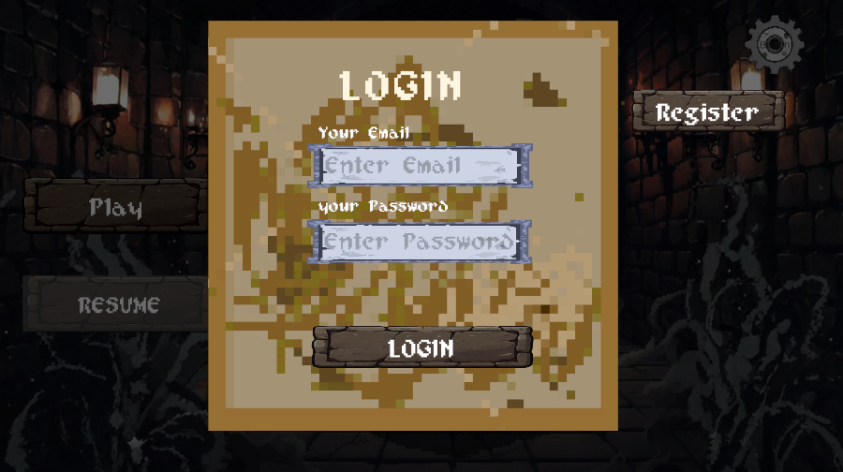 LOGIN
Your Email
Enter Email
your Password
Enter Password
LOGIN
Play
RESUME
Register